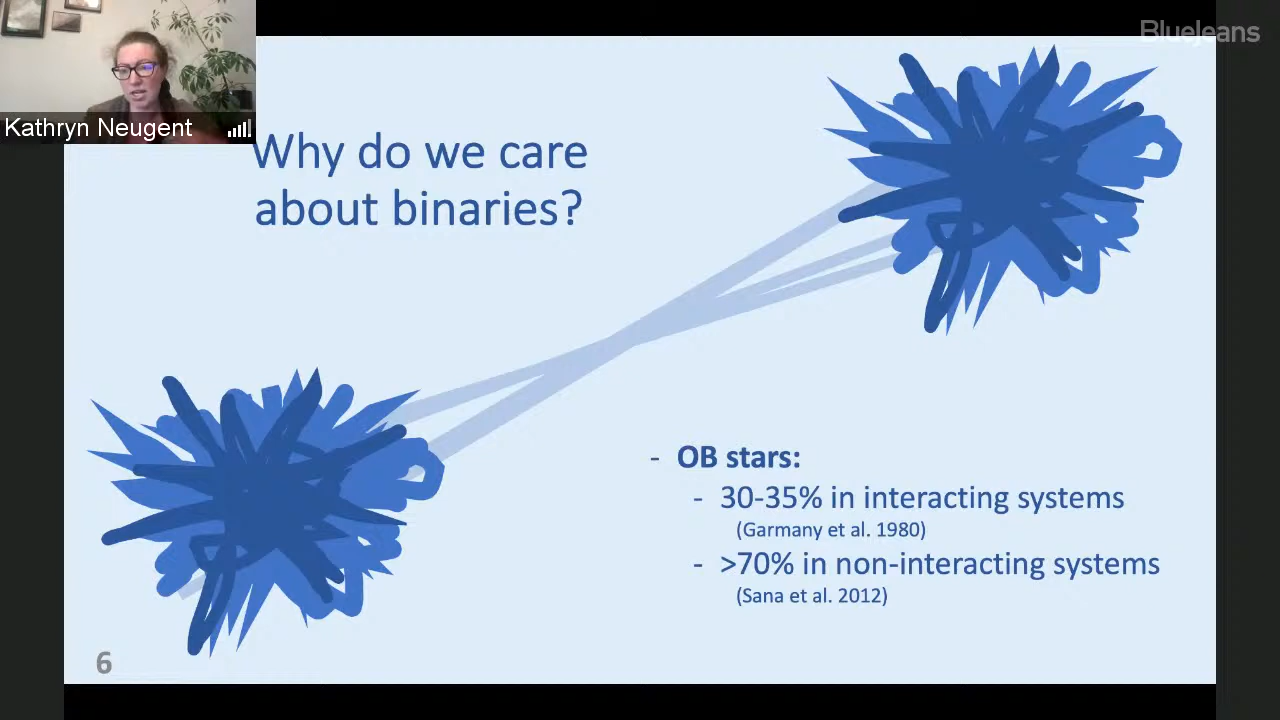 BlueJeans
Kathryn Neugent
Why do we care
about binaries?
- OB stars:
- 30-35% in interacting systems
(Garmany et al. 1980)
- >70% in non-interacting systems
(Sana et al. 2012)
6